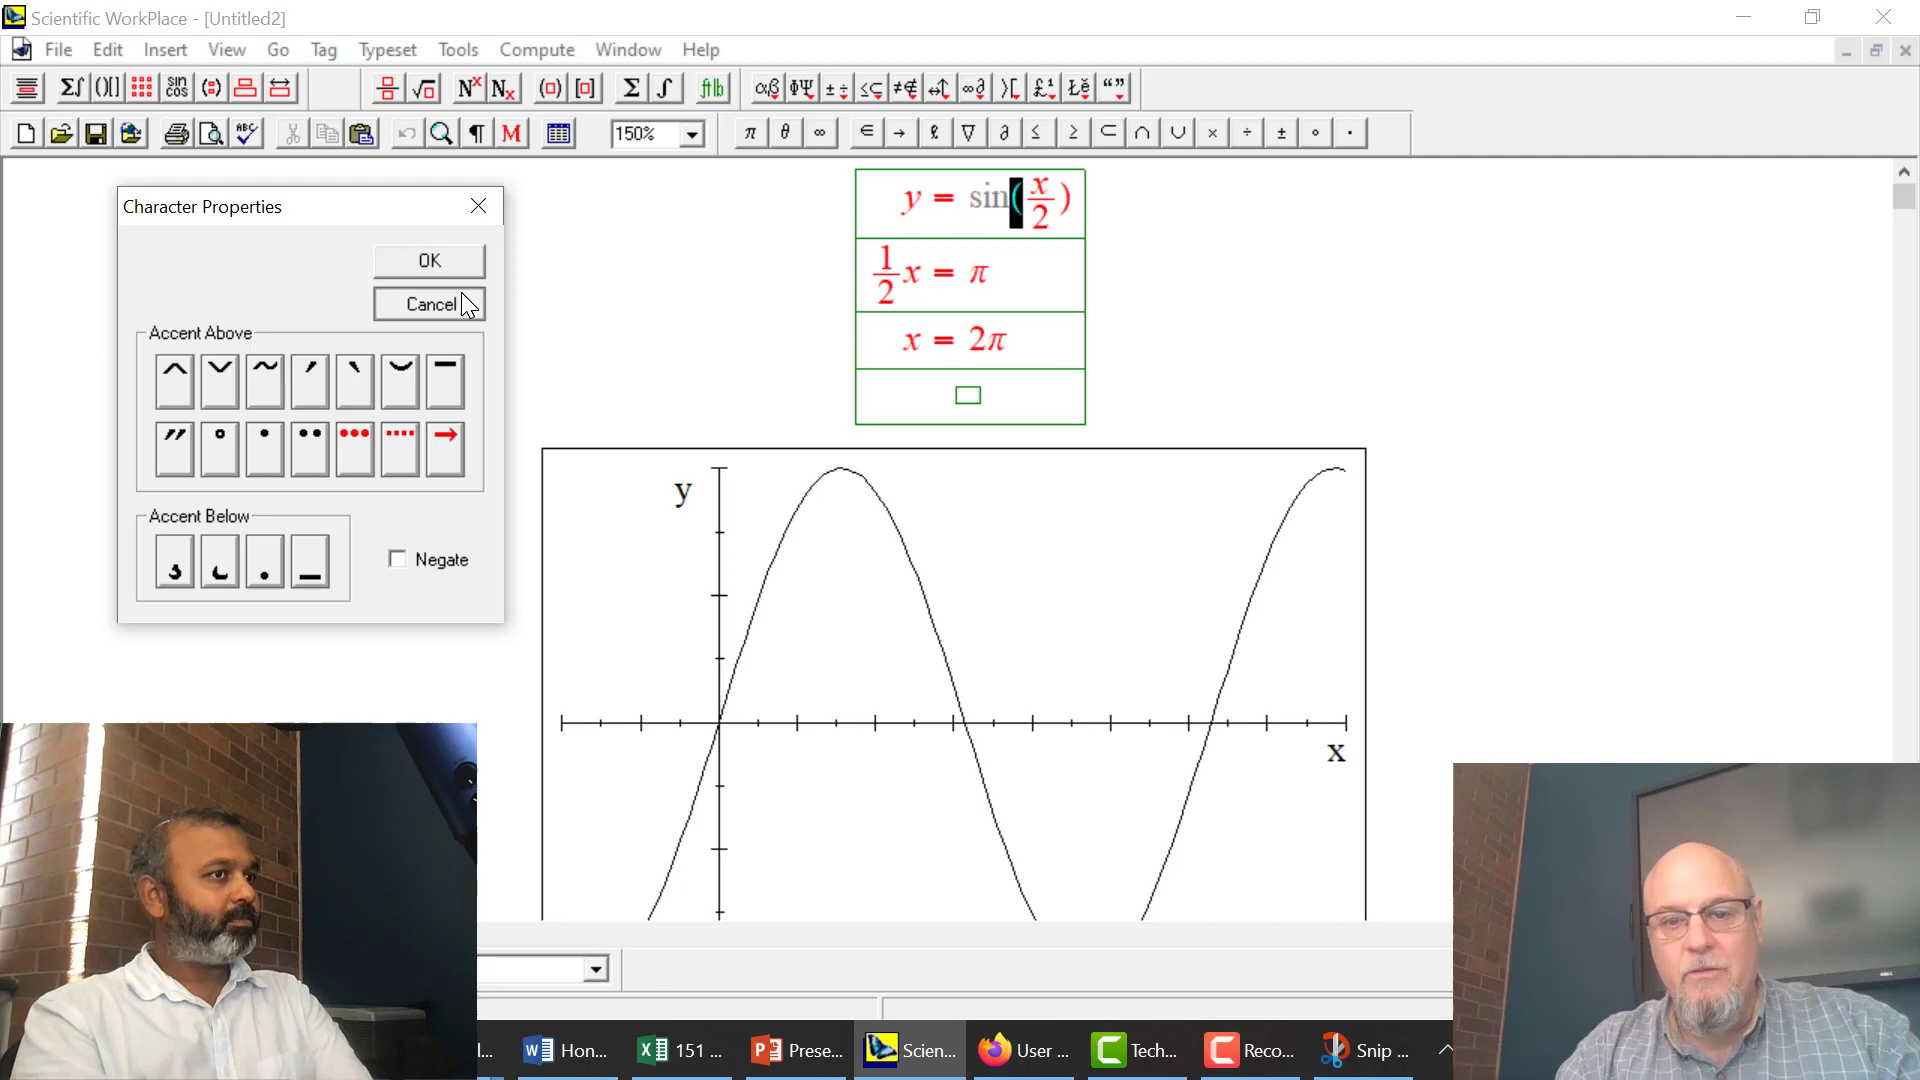 Scientific WorkPlace - [Untitled2]
File Edit Insert View Go Tag Typeset Tools Compute Window Help
150%
Character Properties
OK
Cancel
Accent Above
Accent Below
Negate
y = sin(x/2)
1/2 x = π
x = 2π
y
x
Hon...
151 ...
Prese...
Scien...
User ...
Tech...
Reco...
Snip ...